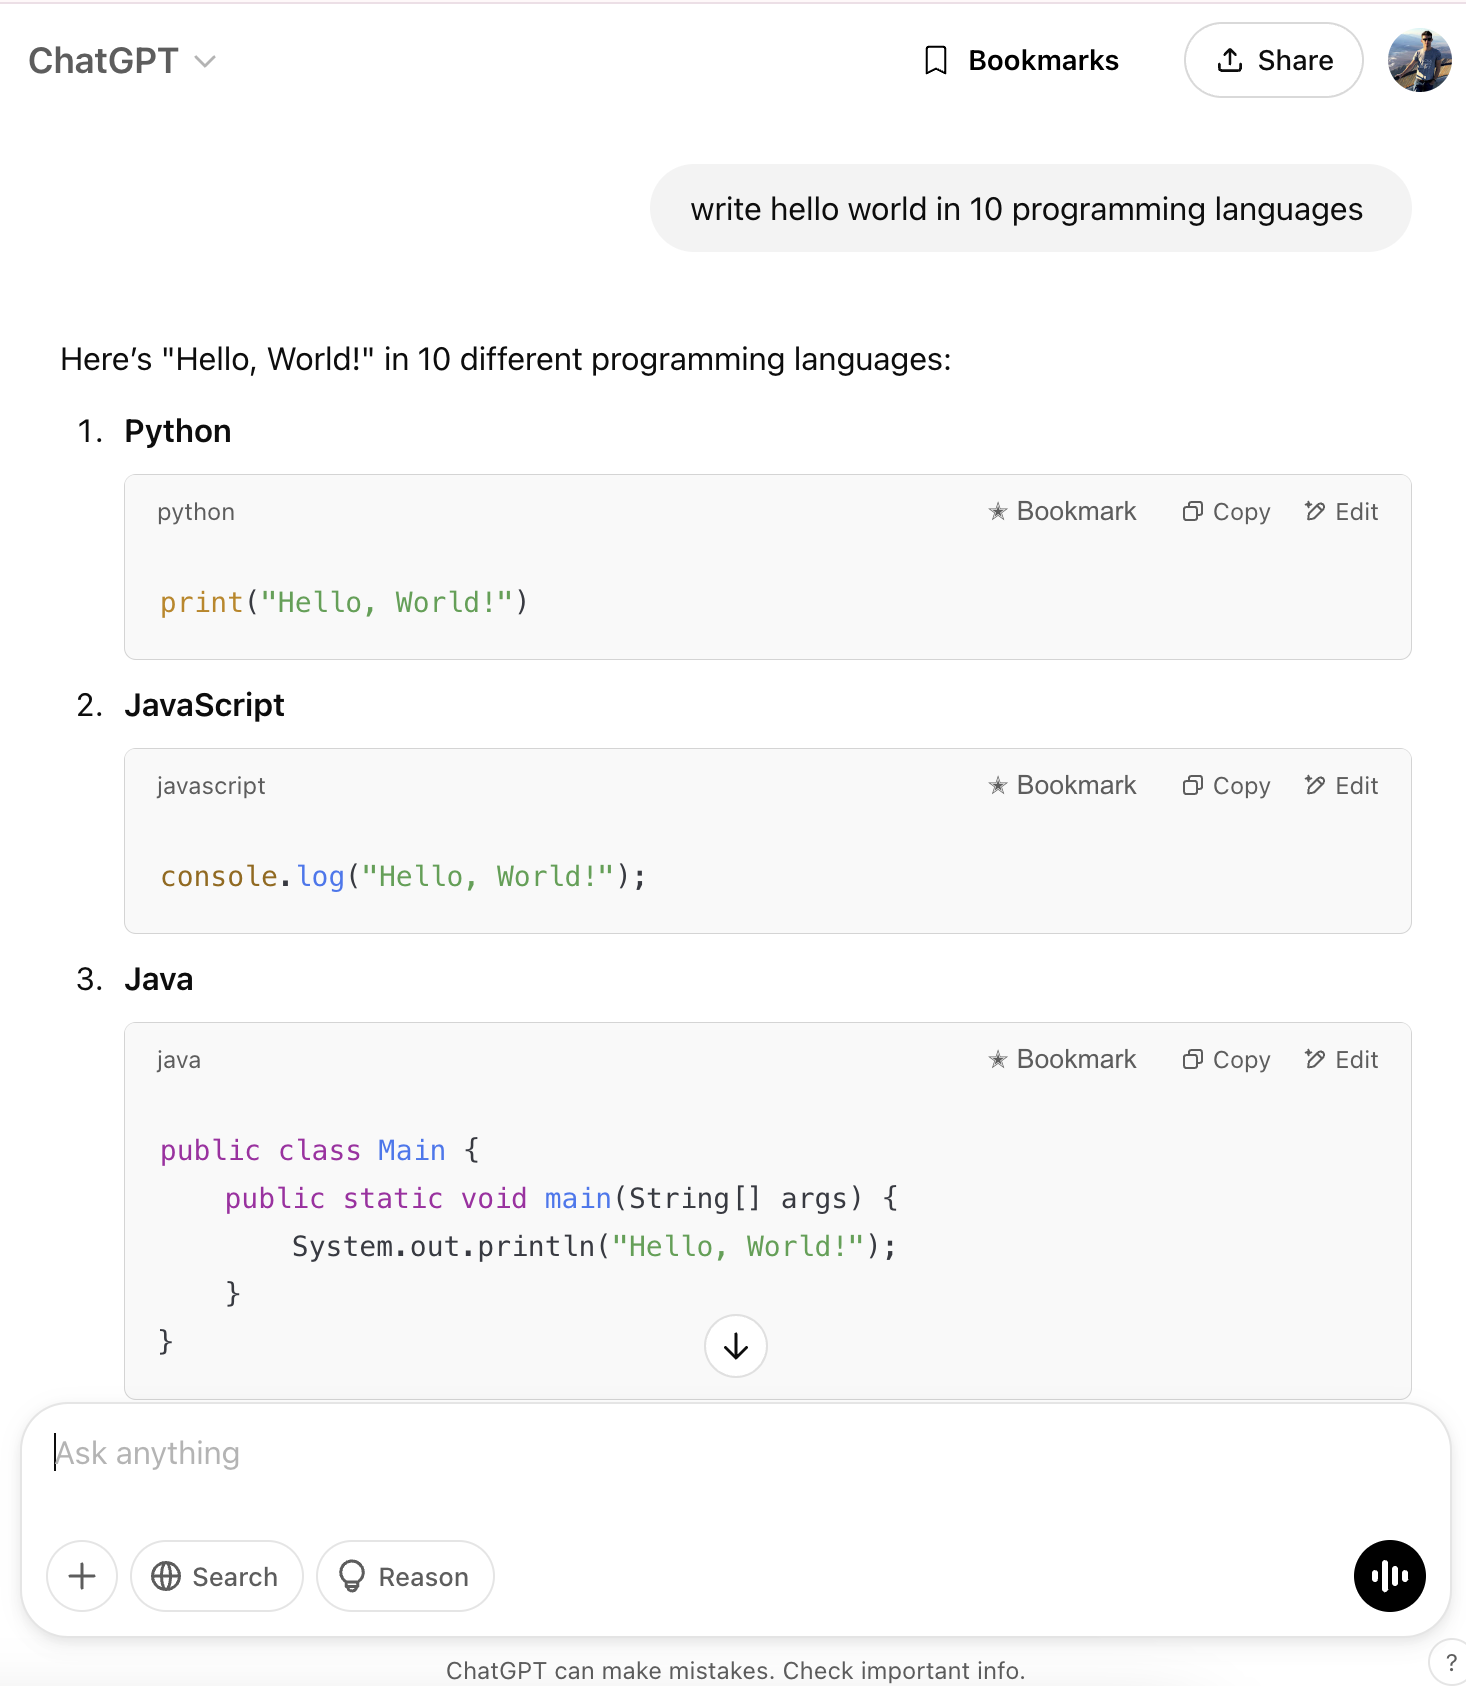 ChatGPT
Bookmarks
Share
write hello world in 10 programming languages
Here’s "Hello, World!" in 10 different programming languages:
1. Python
python
Bookmark Copy Edit
print("Hello, World!")
2. JavaScript
javascript
Bookmark Copy Edit
console.log("Hello, World!");
3. Java
java
Bookmark Copy Edit
public class Main {
    public static void main(String[] args) {
        System.out.println("Hello, World!");
    }
}
Ask anything
Search
Reason
ChatGPT can make mistakes. Check important info.
?